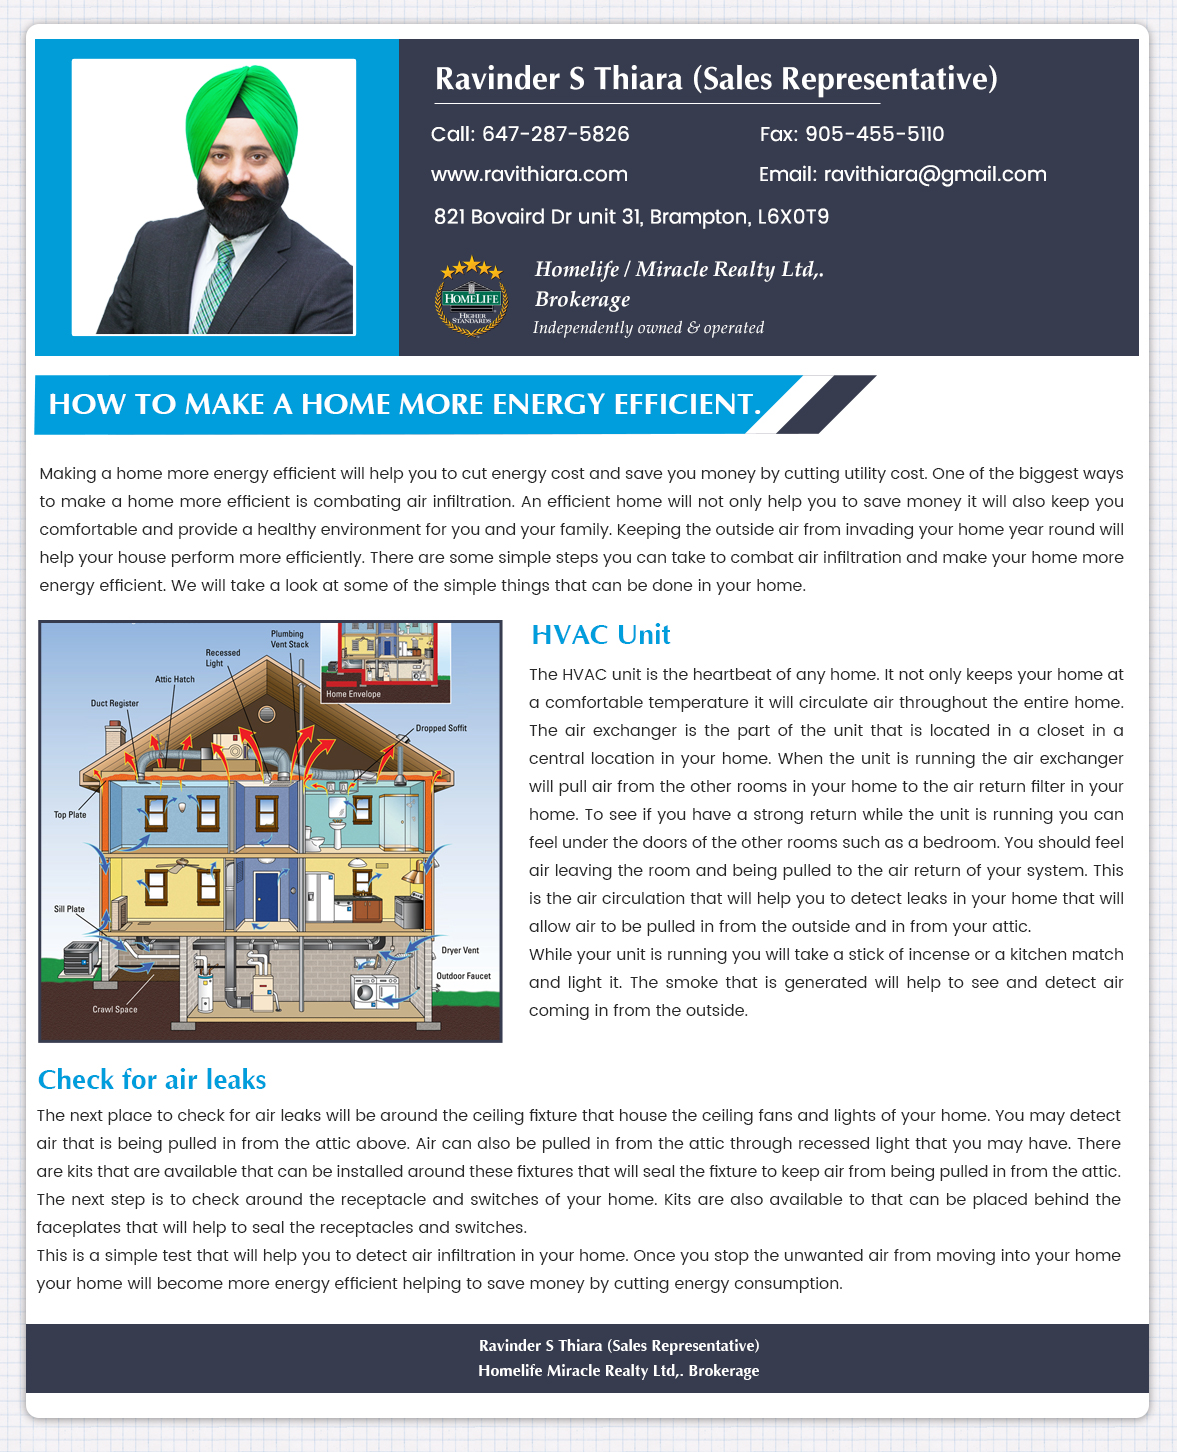 Ravinder S Thiara (Sales Representative)
Call: 647-287-5826
Fax: 905-455-5110
www.ravithiara.com
Email: ravithiara@gmail.com
821 Bovaird Dr unit 31, Brampton, L6X0T9
HOMELIFE
HIGHER
STANDARDS
Homelife / Miracle Realty Ltd,.
Brokerage
Independently owned & operated
HOW TO MAKE A HOME MORE ENERGY EFFICIENT.
Making a home more energy efficient will help you to cut energy cost and save you money by cutting utility cost. One of the biggest ways
to make a home more efficient is combating air infiltration. An efficient home will not only help you to save money it will also keep you
comfortable and provide a healthy environment for you and your family. Keeping the outside air from invading your home year round will
help your house perform more efficiently. There are some simple steps you can take to combat air infiltration and make your home more
energy efficient. We will take a look at some of the simple things that can be done in your home.
Plumbing
Vent Stack
Recessed
Light
Attic Hatch
Duct Register
Home Envelope
Dropped Soffit
Top Plate
Sill Plate
Dryer Vent
Outdoor Faucet
Crawl Space
HVAC Unit
The HVAC unit is the heartbeat of any home. It not only keeps your home at
a comfortable temperature it will circulate air throughout the entire home.
The air exchanger is the part of the unit that is located in a closet in a
central location in your home. When the unit is running the air exchanger
will pull air from the other rooms in your home to the air return filter in your
home. To see if you have a strong return while the unit is running you can
feel under the doors of the other rooms such as a bedroom. You should feel
air leaving the room and being pulled to the air return of your system. This
is the air circulation that will help you to detect leaks in your home that will
allow air to be pulled in from the outside and in from your attic.
While your unit is running you will take a stick of incense or a kitchen match
and light it. The smoke that is generated will help to see and detect air
coming in from the outside.
Check for air leaks
The next place to check for air leaks will be around the ceiling fixture that house the ceiling fans and lights of your home. You may detect
air that is being pulled in from the attic above. Air can also be pulled in from the attic through recessed light that you may have. There
are kits that are available that can be installed around these fixtures that will seal the fixture to keep air from being pulled in from the attic.
The next step is to check around the receptacle and switches of your home. Kits are also available to that can be placed behind the
faceplates that will help to seal the receptacles and switches.
This is a simple test that will help you to detect air infiltration in your home. Once you stop the unwanted air from moving into your home
your home will become more energy efficient helping to save money by cutting energy consumption.
Ravinder S Thiara (Sales Representative)
Homelife Miracle Realty Ltd,. Brokerage